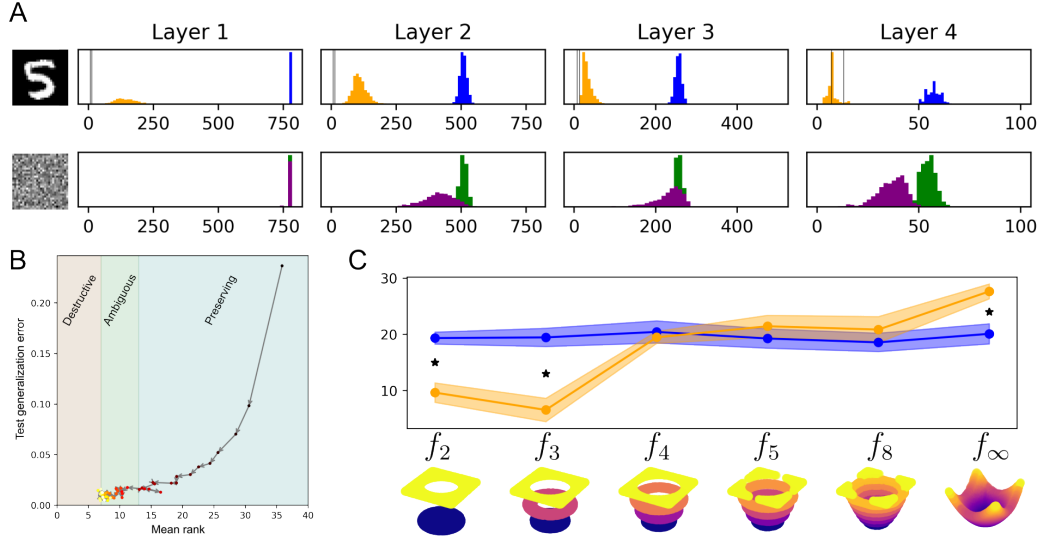 A
Layer 1
Layer 2
Layer 3
Layer 4
0 250 500 750
0 250 500 750
0 200 400
0 50 100
0 250 500 750
0 250 500 750
0 200 400
0 50 100
B
Test generalization error
0.20
0.15
0.10
0.05
0.00
Destructive
Ambiguous
Preserving
0 5 10 15 20 25 30 35 40
Mean rank
C
30
20
10
f₂ f₃ f₄ f₅ f₈ f∞